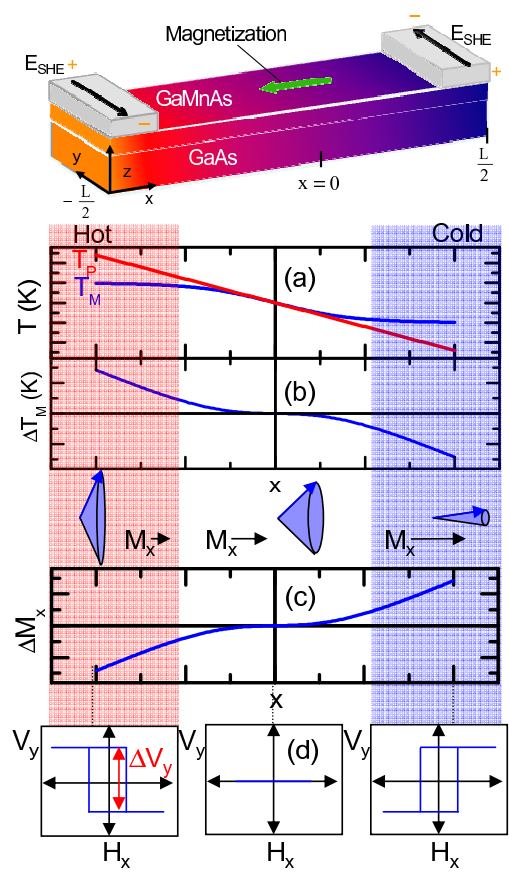 Magnetization
E_SHE +
−
− E_SHE
+
GaMnAs
GaAs
y
z
x
− L/2
x = 0
L/2
Hot
Cold
T (K)
T_P
T_M
(a)
ΔT_M (K)
(b)
x
M_x
M_x
M_x
ΔM_x
(c)
x
V_y
ΔV_y
H_x
V_y
(d)
H_x
V_y
H_x